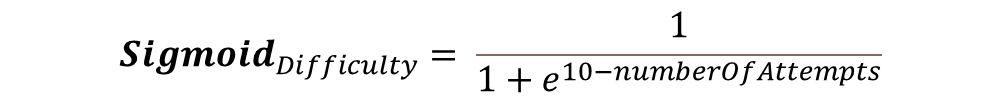 Sigmoid_Difficulty = 1 / (1 + e^(10−numberOfAttempts))